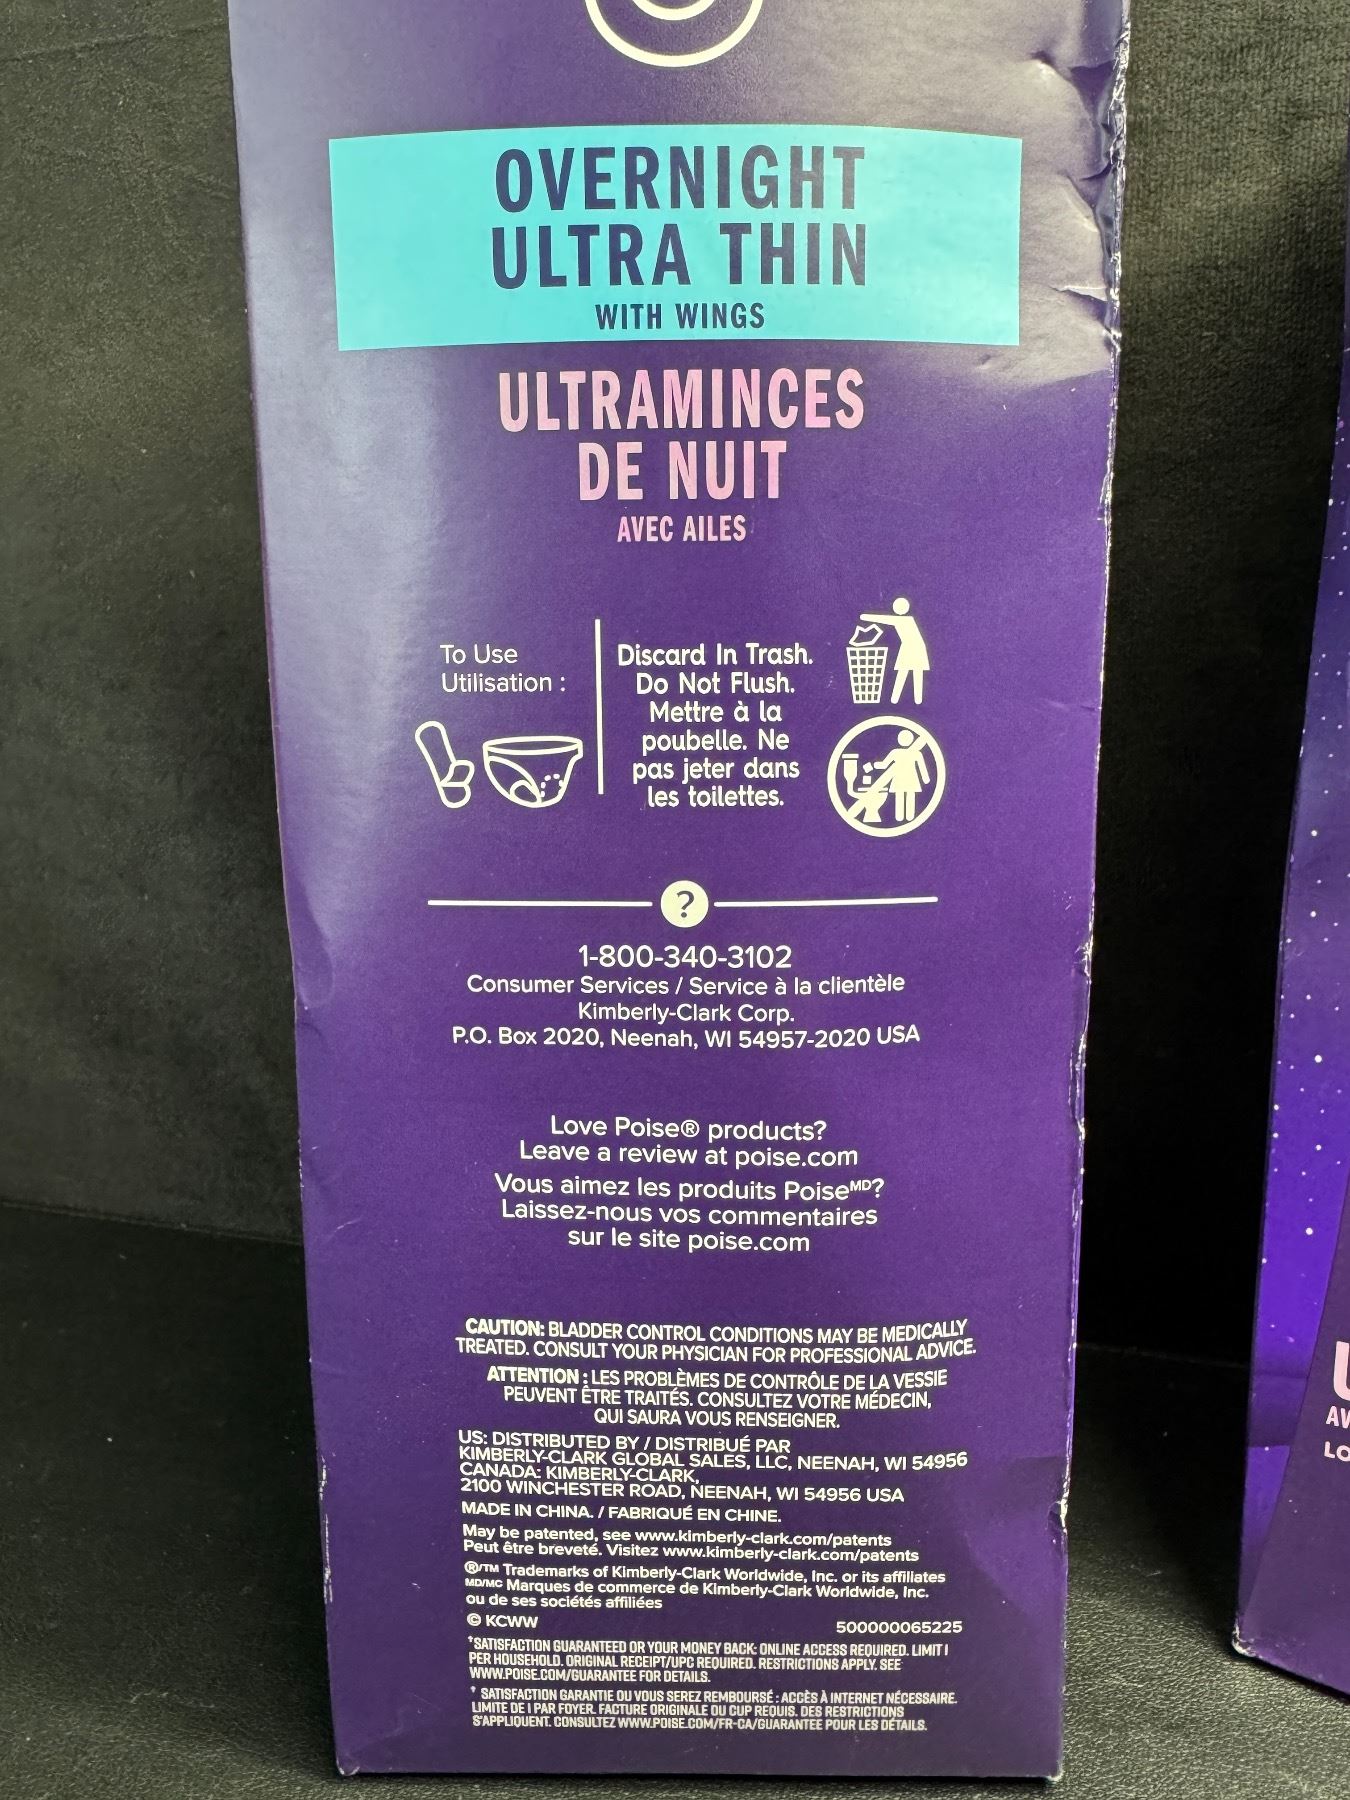 OVERNIGHT
ULTRA THIN
WITH WINGS
ULTRAMINCES
DE NUIT
AVEC AILES
To Use
Utilisation :
Discard In Trash.
Do Not Flush.
Mettre à la
poubelle. Ne
pas jeter dans
les toilettes.
?
1-800-340-3102
Consumer Services / Service à la clientèle
Kimberly-Clark Corp.
P.O. Box 2020, Neenah, WI 54957-2020 USA
Love Poise® products?
Leave a review at poise.com
Vous aimez les produits PoiseMD?
Laissez-nous vos commentaires
sur le site poise.com
CAUTION: BLADDER CONTROL CONDITIONS MAY BE MEDICALLY
TREATED. CONSULT YOUR PHYSICIAN FOR PROFESSIONAL ADVICE.
ATTENTION : LES PROBLÈMES DE CONTRÔLE DE LA VESSIE
PEUVENT ÊTRE TRAITÉS. CONSULTEZ VOTRE MÉDECIN,
QUI SAURA VOUS RENSEIGNER.
US: DISTRIBUTED BY / DISTRIBUÉ PAR
KIMBERLY-CLARK GLOBAL SALES, LLC, NEENAH, WI 54956
CANADA: KIMBERLY-CLARK,
2100 WINCHESTER ROAD, NEENAH, WI 54956 USA
MADE IN CHINA. / FABRIQUÉ EN CHINE.
May be patented, see www.kimberly-clark.com/patents
Peut être breveté. Visitez www.kimberly-clark.com/patents
®/TM Trademarks of Kimberly-Clark Worldwide, Inc. or its affiliates
MD/MC Marques de commerce de Kimberly-Clark Worldwide, Inc.
ou de ses sociétés affiliées
© KCWW 500000065225
†SATISFACTION GUARANTEED OR YOUR MONEY BACK: ONLINE ACCESS REQUIRED. LIMIT 1
PER HOUSEHOLD. ORIGINAL RECEIPT/UPC REQUIRED. RESTRICTIONS APPLY. SEE
WWW.POISE.COM/GUARANTEE FOR DETAILS.
† SATISFACTION GARANTIE OU VOUS SEREZ REMBOURSÉ : ACCÈS À INTERNET NÉCESSAIRE.
LIMITE DE 1 PAR FOYER. FACTURE ORIGINALE OU CUP REQUIS. DES RESTRICTIONS
S'APPLIQUENT. CONSULTEZ WWW.POISE.COM/FR-CA/GUARANTEE POUR LES DÉTAILS.